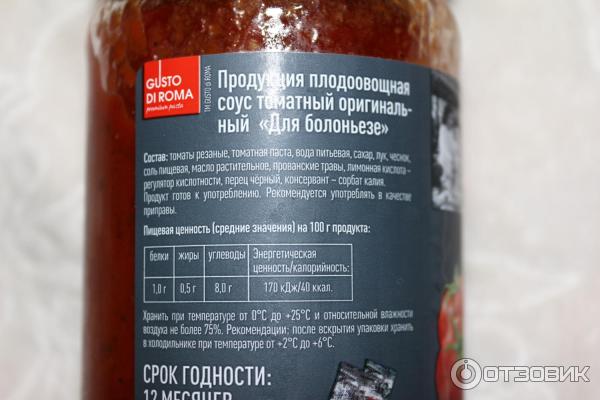 GUSTO
DI ROMA
premium pasta
TM GUSTO di ROMA
Продукция плодоовощная
соус томатный оригиналь-
ный «Для болоньезе»
Состав: томаты резаные, томатная паста, вода питьевая, сахар, лук, чеснок,
соль пищевая, масло растительное, прованские травы, лимонная кислота -
регулятор кислотности, перец чёрный, консервант – сорбат калия.
Продукт готов к употреблению. Рекомендуется употреблять в качестве
приправы.
Пищевая ценность (средние значения) на 100 г продукта:
белки жиры углеводы Энергетическая
ценность/калорийность:
1,0 г 0,5 г 8,0 г 170 кДж/40 ккал.
Хранить при температуре от 0°С до +25°С и относительной влажности
воздуха не более 75%. Рекомендации: после вскрытия упаковки хранить
в холодильнике при температуре от +2°С до +6°С.
СРОК ГОДНОСТИ:
12 МЕСЯЦЕВ
ОТЗОВИК